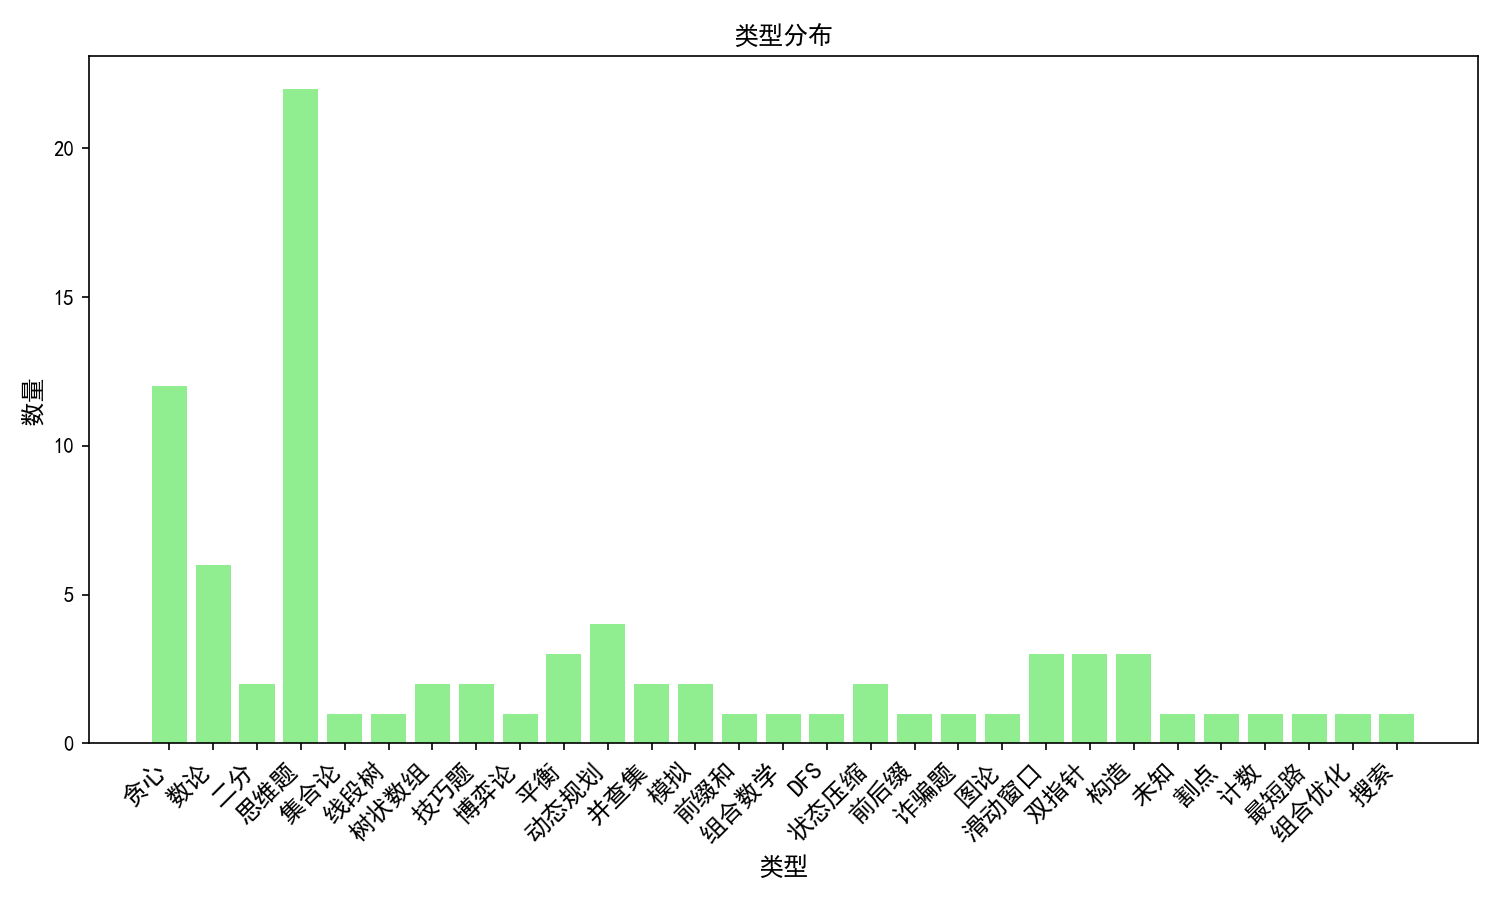 类型分布
数量
20
15
10
5
0
贪心
数论
二分
思维题
集合论
线段树
树状数组
技巧题
博弈论
平衡
动态规划
并查集
模拟
前缀和
组合数学
DFS
状态压缩
前后缀
诈骗题
图论
滑动窗口
双指针
构造
未知
割点
计数
最短路
组合优化
搜索
类型